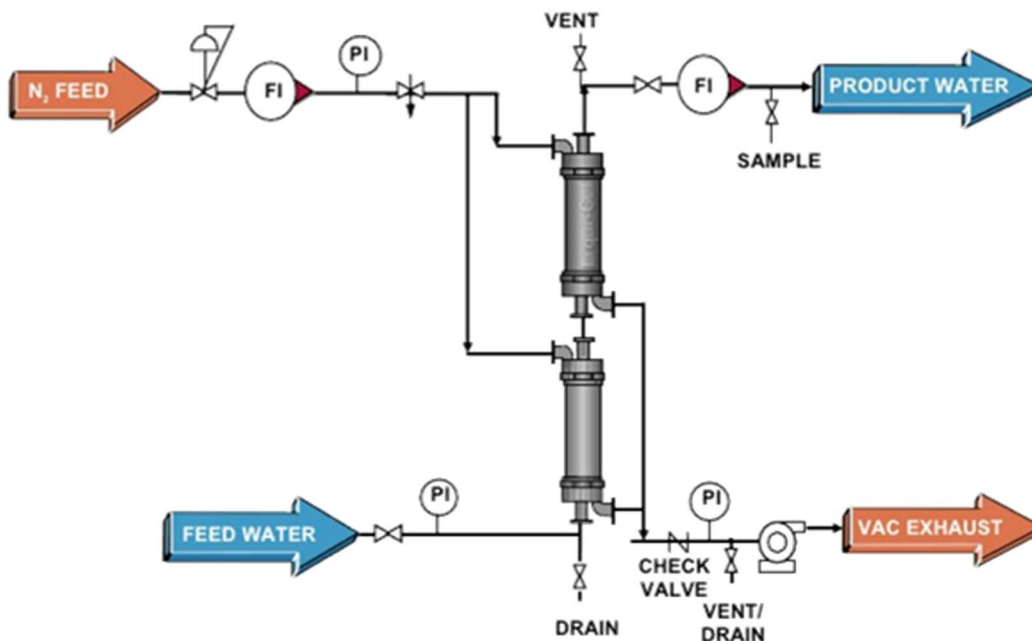 VENT
PI
N₂ FEED
FI
FI
PRODUCT WATER
SAMPLE
PI
PI
FEED WATER
VAC EXHAUST
CHECK
VALVE
VENT/
DRAIN
DRAIN